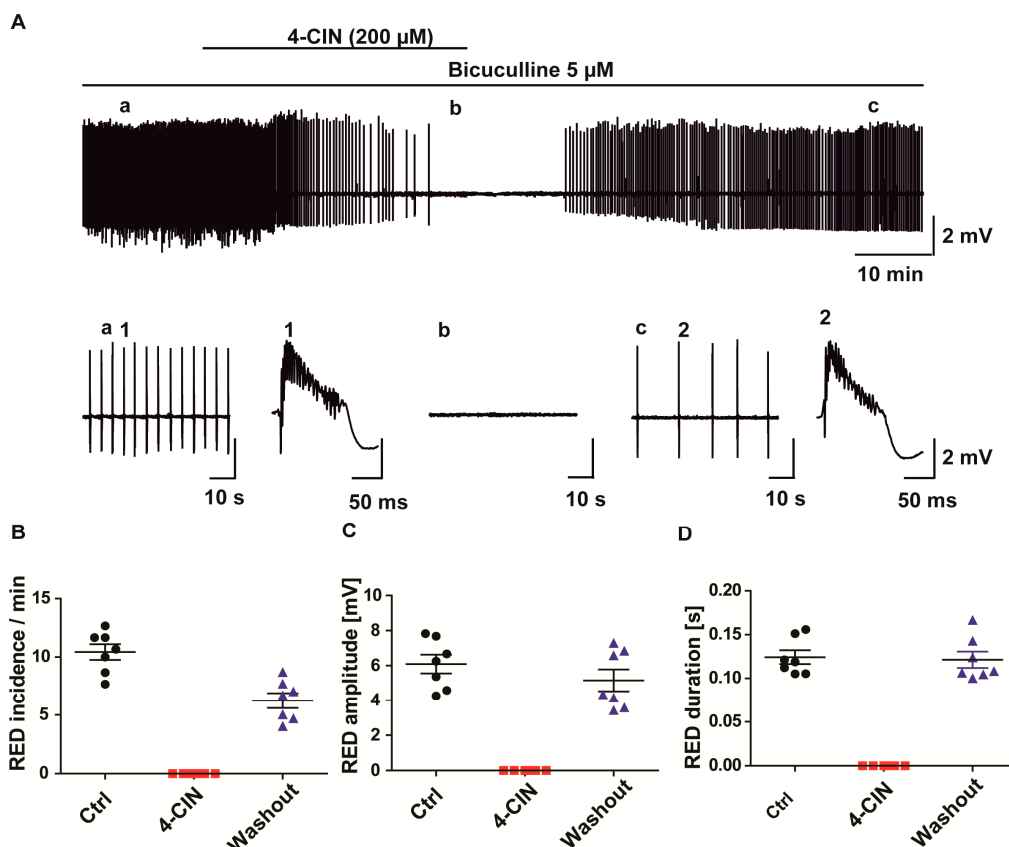 A
4-CIN (200 µM)
Bicuculline 5 µM
a b c
2 mV
10 min
a 1 1 b c 2 2
2 mV
10 s 50 ms 10 s 10 s 50 ms
B C D
RED incidence / min
15
10
5
0
Ctrl
4-CIN
Washout
RED amplitude [mV]
8
6
4
2
0
Ctrl
4-CIN
Washout
RED duration [s]
0.20
0.15
0.10
0.05
0.00
Ctrl
4-CIN
Washout